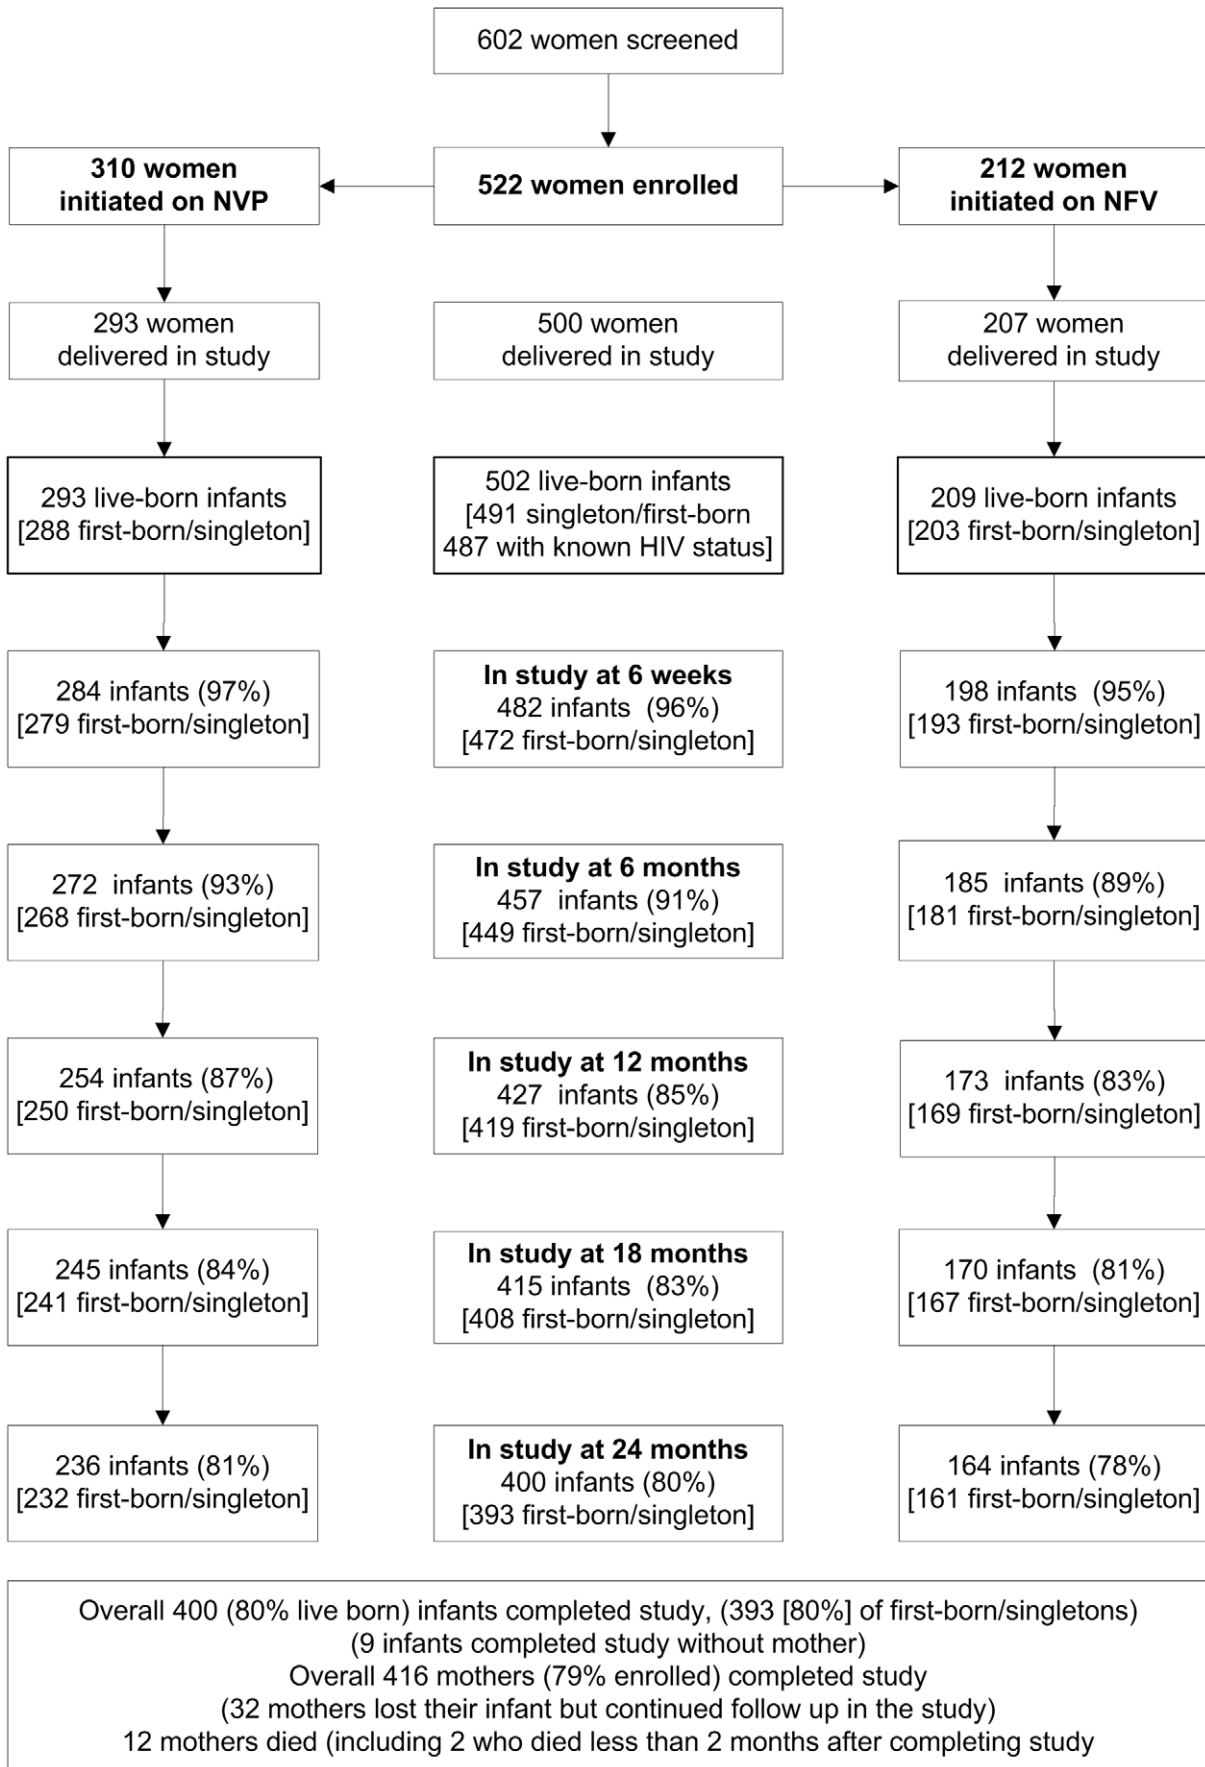 602 women screened
310 women
initiated on NVP
522 women enrolled
212 women
initiated on NFV
293 women
delivered in study
500 women
delivered in study
207 women
delivered in study
293 live-born infants
[288 first-born/singleton]
502 live-born infants
[491 singleton/first-born
487 with known HIV status]
209 live-born infants
[203 first-born/singleton]
284 infants (97%)
[279 first-born/singleton]
In study at 6 weeks
482 infants (96%)
[472 first-born/singleton]
198 infants (95%)
[193 first-born/singleton]
272 infants (93%)
[268 first-born/singleton]
In study at 6 months
457 infants (91%)
[449 first-born/singleton]
185 infants (89%)
[181 first-born/singleton]
254 infants (87%)
[250 first-born/singleton]
In study at 12 months
427 infants (85%)
[419 first-born/singleton]
173 infants (83%)
[169 first-born/singleton]
245 infants (84%)
[241 first-born/singleton]
In study at 18 months
415 infants (83%)
[408 first-born/singleton]
170 infants (81%)
[167 first-born/singleton]
236 infants (81%)
[232 first-born/singleton]
In study at 24 months
400 infants (80%)
[393 first-born/singleton]
164 infants (78%)
[161 first-born/singleton]
Overall 400 (80% live born) infants completed study, (393 [80%] of first-born/singletons)
(9 infants completed study without mother)
Overall 416 mothers (79% enrolled) completed study
(32 mothers lost their infant but continued follow up in the study)
12 mothers died (including 2 who died less than 2 months after completing study